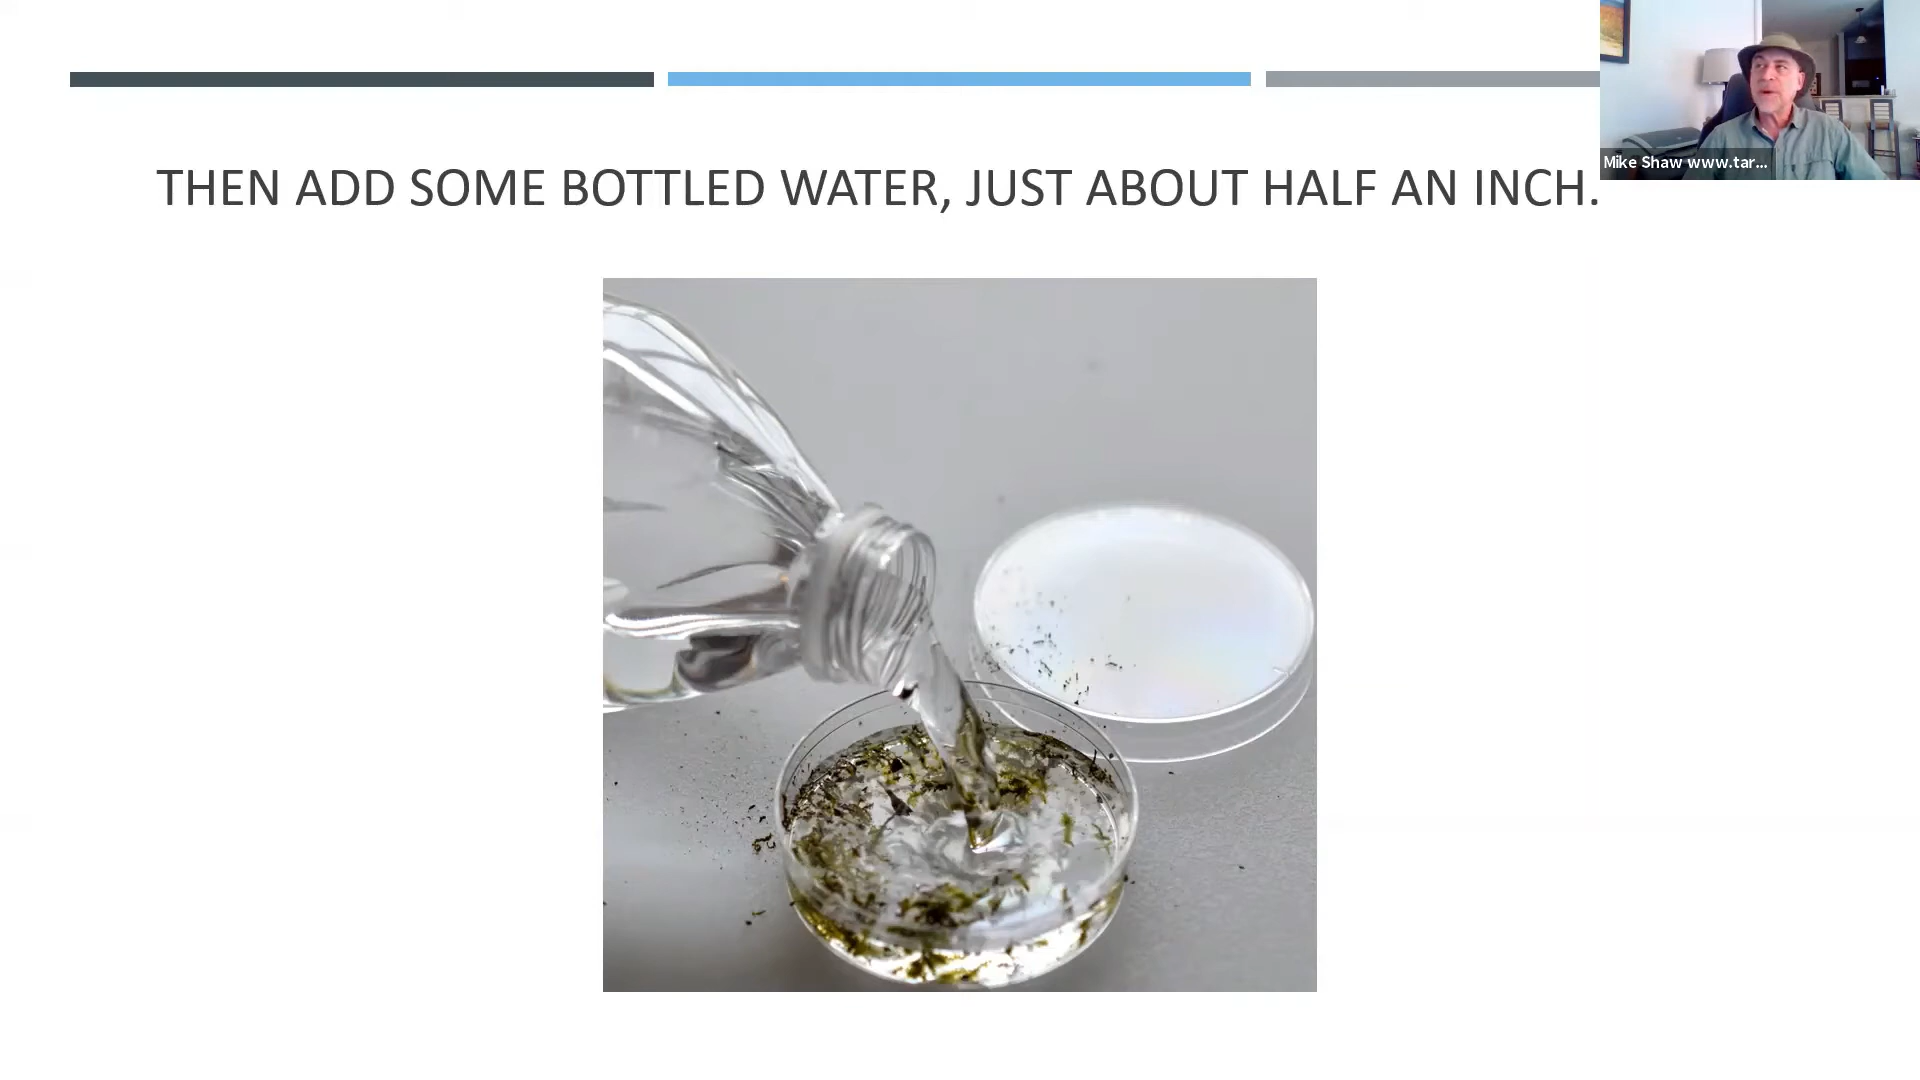 THEN ADD SOME BOTTLED WATER, JUST ABOUT HALF AN INCH.
Mike Shaw www.tar...